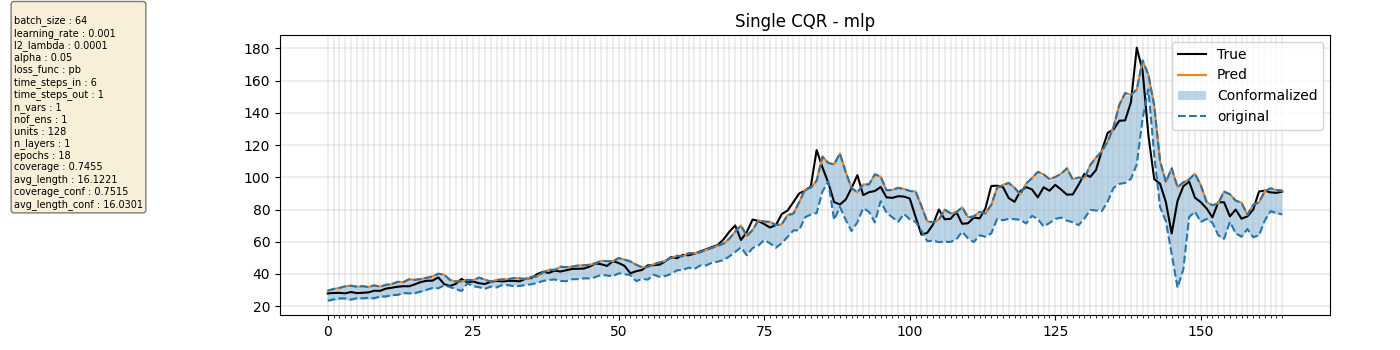 batch_size : 64
learning_rate : 0.001
l2_lambda : 0.0001
alpha : 0.05
loss_func : pb
time_steps_in : 6
time_steps_out : 1
n_vars : 1
nof_ens : 1
units : 128
n_layers : 1
epochs : 18
coverage : 0.7455
avg_length : 16.1221
coverage_conf : 0.7515
avg_length_conf : 16.0301
Single CQR - mlp
180
160
140
120
100
80
60
40
20
0 25 50 75 100 125 150
True
Pred
Conformalized
original